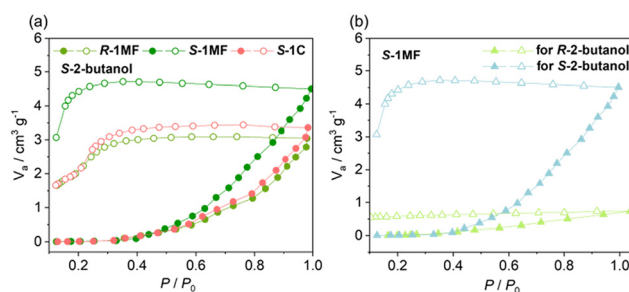 (a)
R-1MF S-1MF S-1C
S-2-butanol
Va / cm3 g-1
5
4
3
2
1
0
0.2 0.4 0.6 0.8 1.0
P / P0
(b)
S-1MF
for R-2-butanol
for S-2-butanol
Va / cm3 g-1
6
5
4
3
2
1
0
0.2 0.4 0.6 0.8 1.0
P / P0